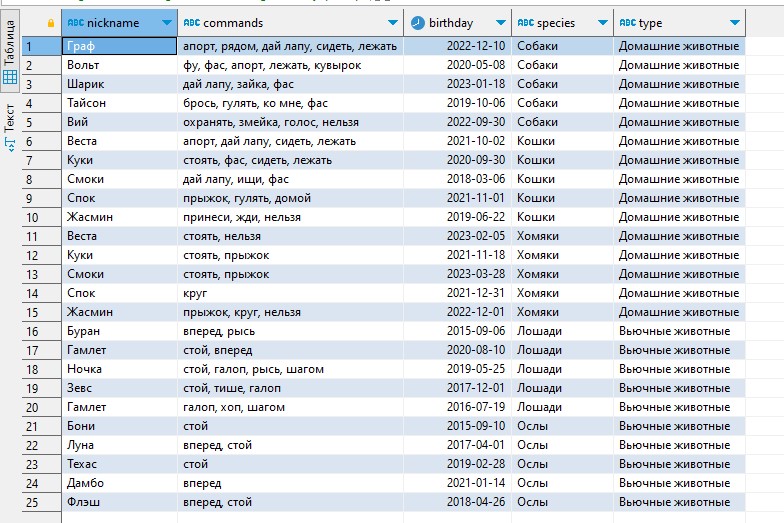 ABC nickname ABC commands birthday ABC species ABC type
1 Граф апорт, рядом, дай лапу, сидеть, лежать 2022-12-10 Собаки Домашние животные
2 Вольт фу, фас, апорт, лежать, кувырок 2020-05-08 Собаки Домашние животные
3 Шарик дай лапу, зайка, фас 2023-01-18 Собаки Домашние животные
4 Тайсон брось, гулять, ко мне, фас 2019-10-06 Собаки Домашние животные
5 Вий охранять, змейка, голос, нельзя 2022-09-30 Собаки Домашние животные
6 Веста апорт, дай лапу, сидеть, лежать 2021-10-02 Кошки Домашние животные
7 Куки стоять, фас, сидеть, лежать 2020-09-30 Кошки Домашние животные
8 Смоки дай лапу, ищи, фас 2018-03-06 Кошки Домашние животные
9 Спок прыжок, гулять, домой 2021-11-01 Кошки Домашние животные
10 Жасмин принеси, жди, нельзя 2019-06-22 Кошки Домашние животные
11 Веста стоять, нельзя 2023-02-05 Хомяки Домашние животные
12 Куки стоять, прыжок 2021-11-18 Хомяки Домашние животные
13 Смоки стоять, прыжок 2023-03-28 Хомяки Домашние животные
14 Спок круг 2021-12-31 Хомяки Домашние животные
15 Жасмин прыжок, круг, нельзя 2022-12-01 Хомяки Домашние животные
16 Буран вперед, рысь 2015-09-06 Лошади Вьючные животные
17 Гамлет стой, вперед 2020-08-10 Лошади Вьючные животные
18 Ночка стой, галоп, рысь, шагом 2019-05-25 Лошади Вьючные животные
19 Зевс стой, тише, галоп 2017-12-01 Лошади Вьючные животные
20 Гамлет галоп, хоп, шагом 2016-07-19 Лошади Вьючные животные
21 Бони стой 2015-09-10 Ослы Вьючные животные
22 Луна вперед, стой 2017-04-01 Ослы Вьючные животные
23 Техас стой 2019-02-28 Ослы Вьючные животные
24 Дамбо вперед 2021-01-14 Ослы Вьючные животные
25 Флэш вперед, стой 2018-04-26 Ослы Вьючные животные
Таблица
Текст